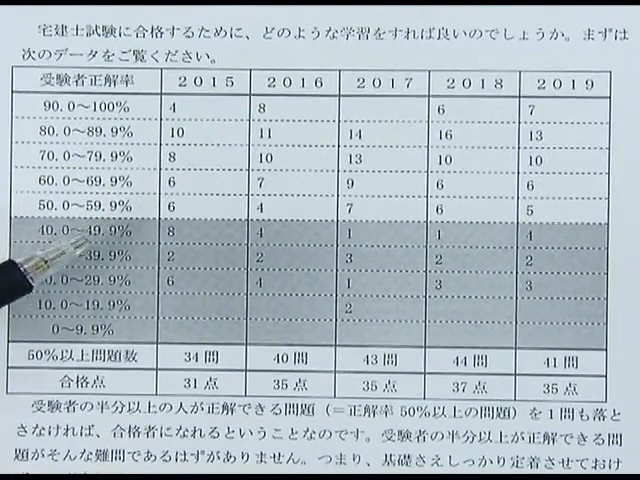 宅建士試験に合格するために、どのような学習をすれば良いのでしょうか。まずは
次のデータをご覧ください。
受験者正解率 2015 2016 2017 2018 2019
90.0～100% 4 8 6 7
80.0～89.9% 10 11 14 16 13
70.0～79.9% 8 10 13 10 10
60.0～69.9% 6 7 9 6 6
50.0～59.9% 6 4 7 6 5
40.0～49.9% 8 4 1 1 4
～39.9% 2 2 3 2 2
0～29.9% 6 4 1 3 3
10.0～19.9% 2
0～9.9%
50%以上問題数 34問 40問 43問 44問 41問
合格点 31点 35点 35点 37点 35点
受験者の半分以上の人が正解できる問題（＝正解率50%以上の問題）を1問も落と
さなければ、合格者になれるということなのです。受験者の半分以上が正解できる問
題がそんな難問であるはずがありません。つまり、基礎さえしっかり定着させておけ